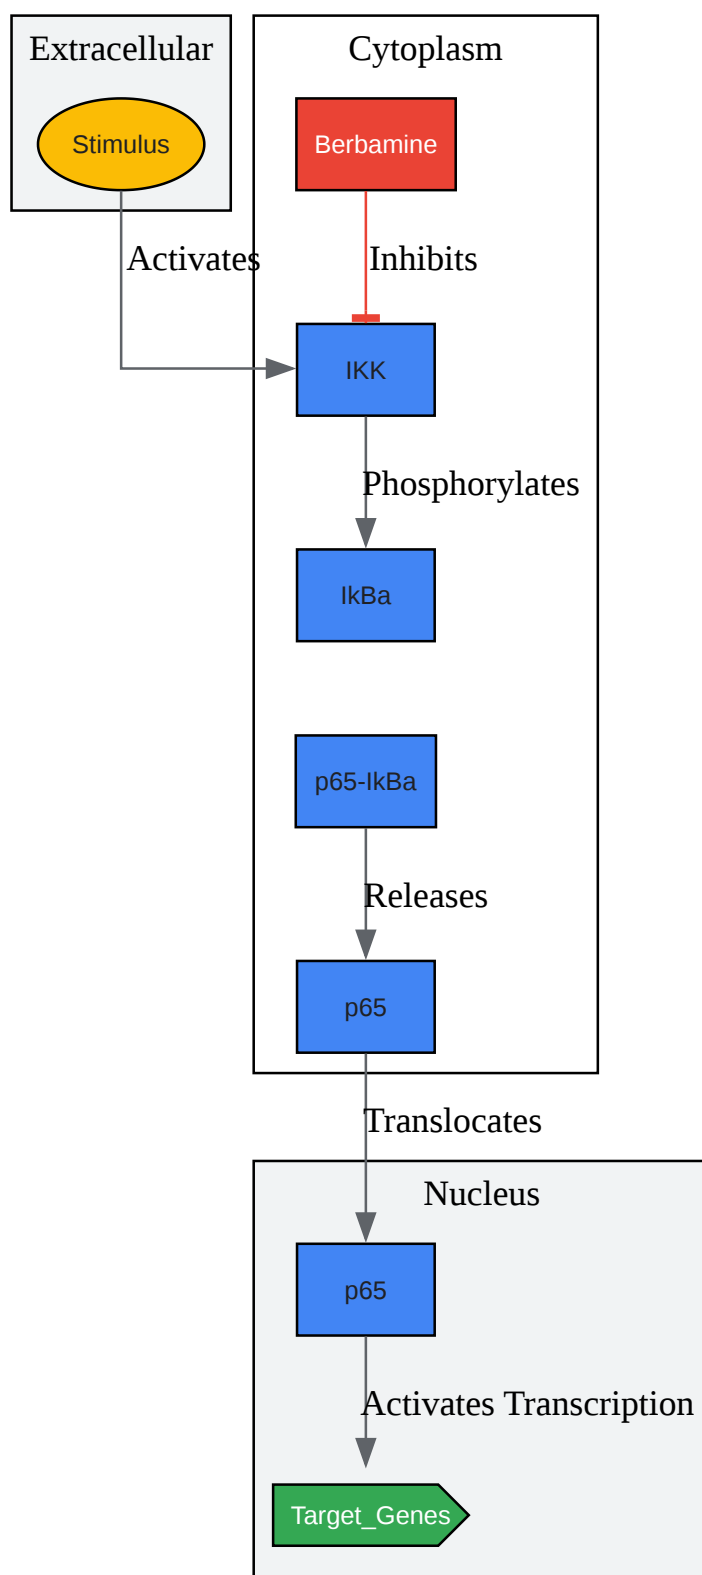 Extracellular
Cytoplasm
Stimulus
Berbamine
Activates
Inhibits
IKK
Phosphorylates
IkBa
p65-IkBa
Releases
p65
Translocates
Nucleus
p65
Activates Transcription
Target_Genes